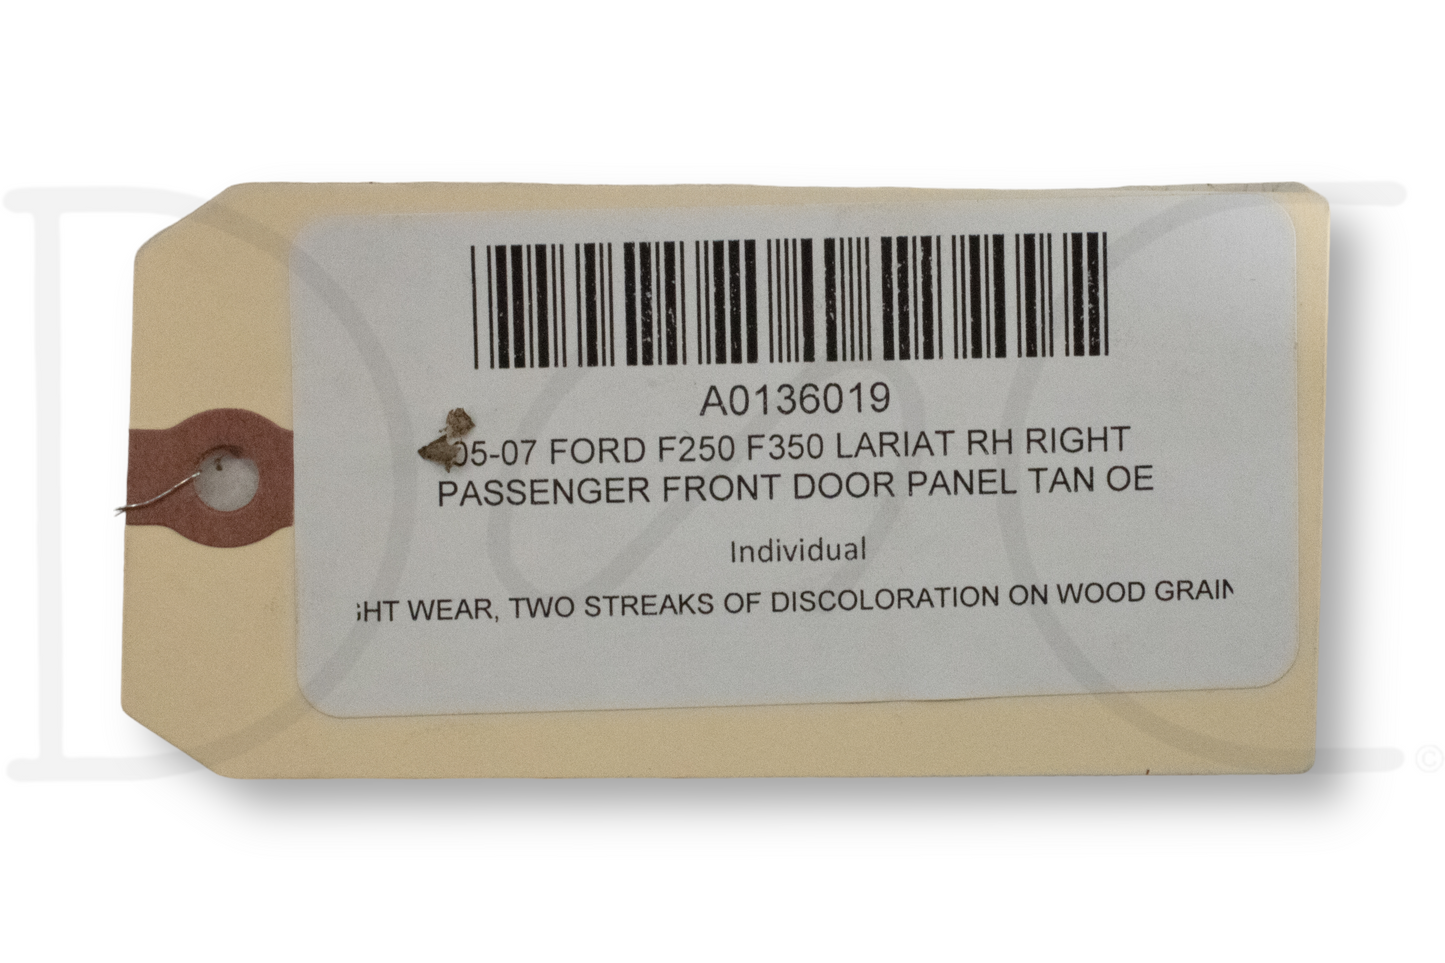 A0136019
05-07 FORD F250 F350 LARIAT RH RIGHT
PASSENGER FRONT DOOR PANEL TAN OE
Individual
WEAR, TWO STREAKS OF DISCOLORATION ON WOOD GRAIN
©